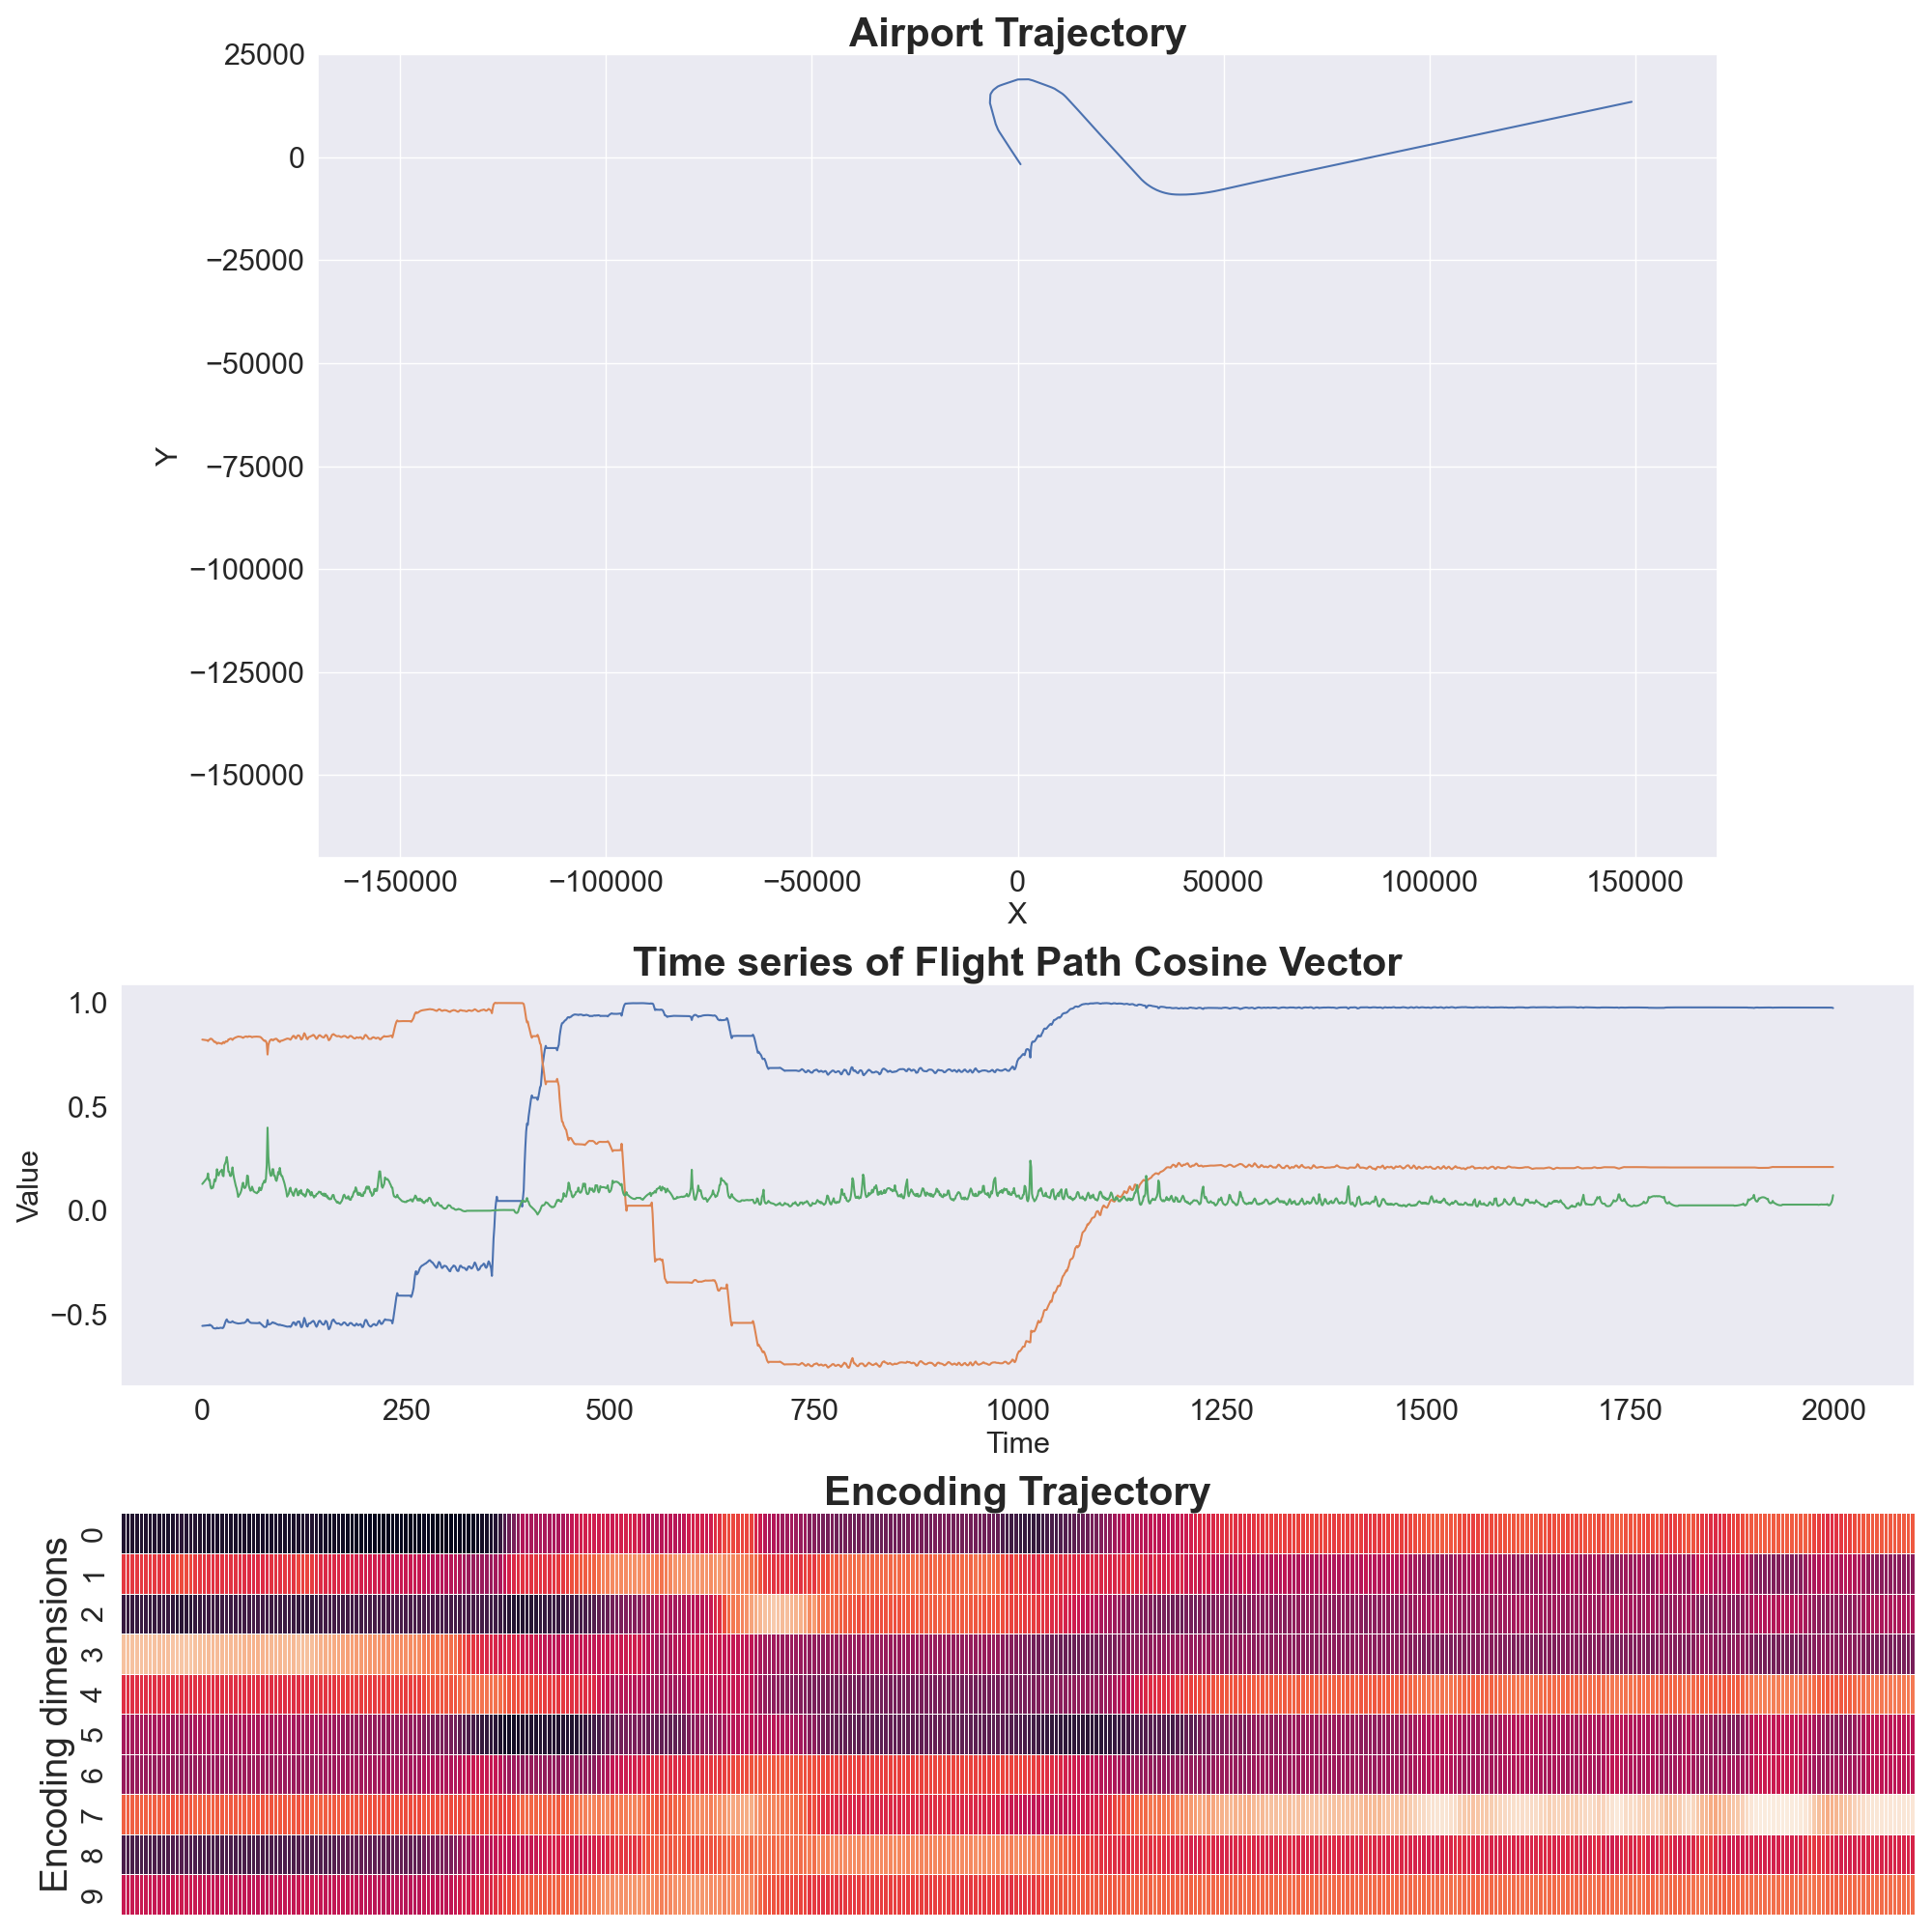 Airport Trajectory
25000
0
−25000
−50000
−75000
−100000
−125000
−150000
Y
−150000 −100000 −50000 0 50000 100000 150000
X
Time series of Flight Path Cosine Vector
1.0
0.5
0.0
−0.5
Value
0 250 500 750 1000 1250 1500 1750 2000
Time
Encoding Trajectory
0
1
2
3
4
5
6
7
8
9
Encoding dimensions